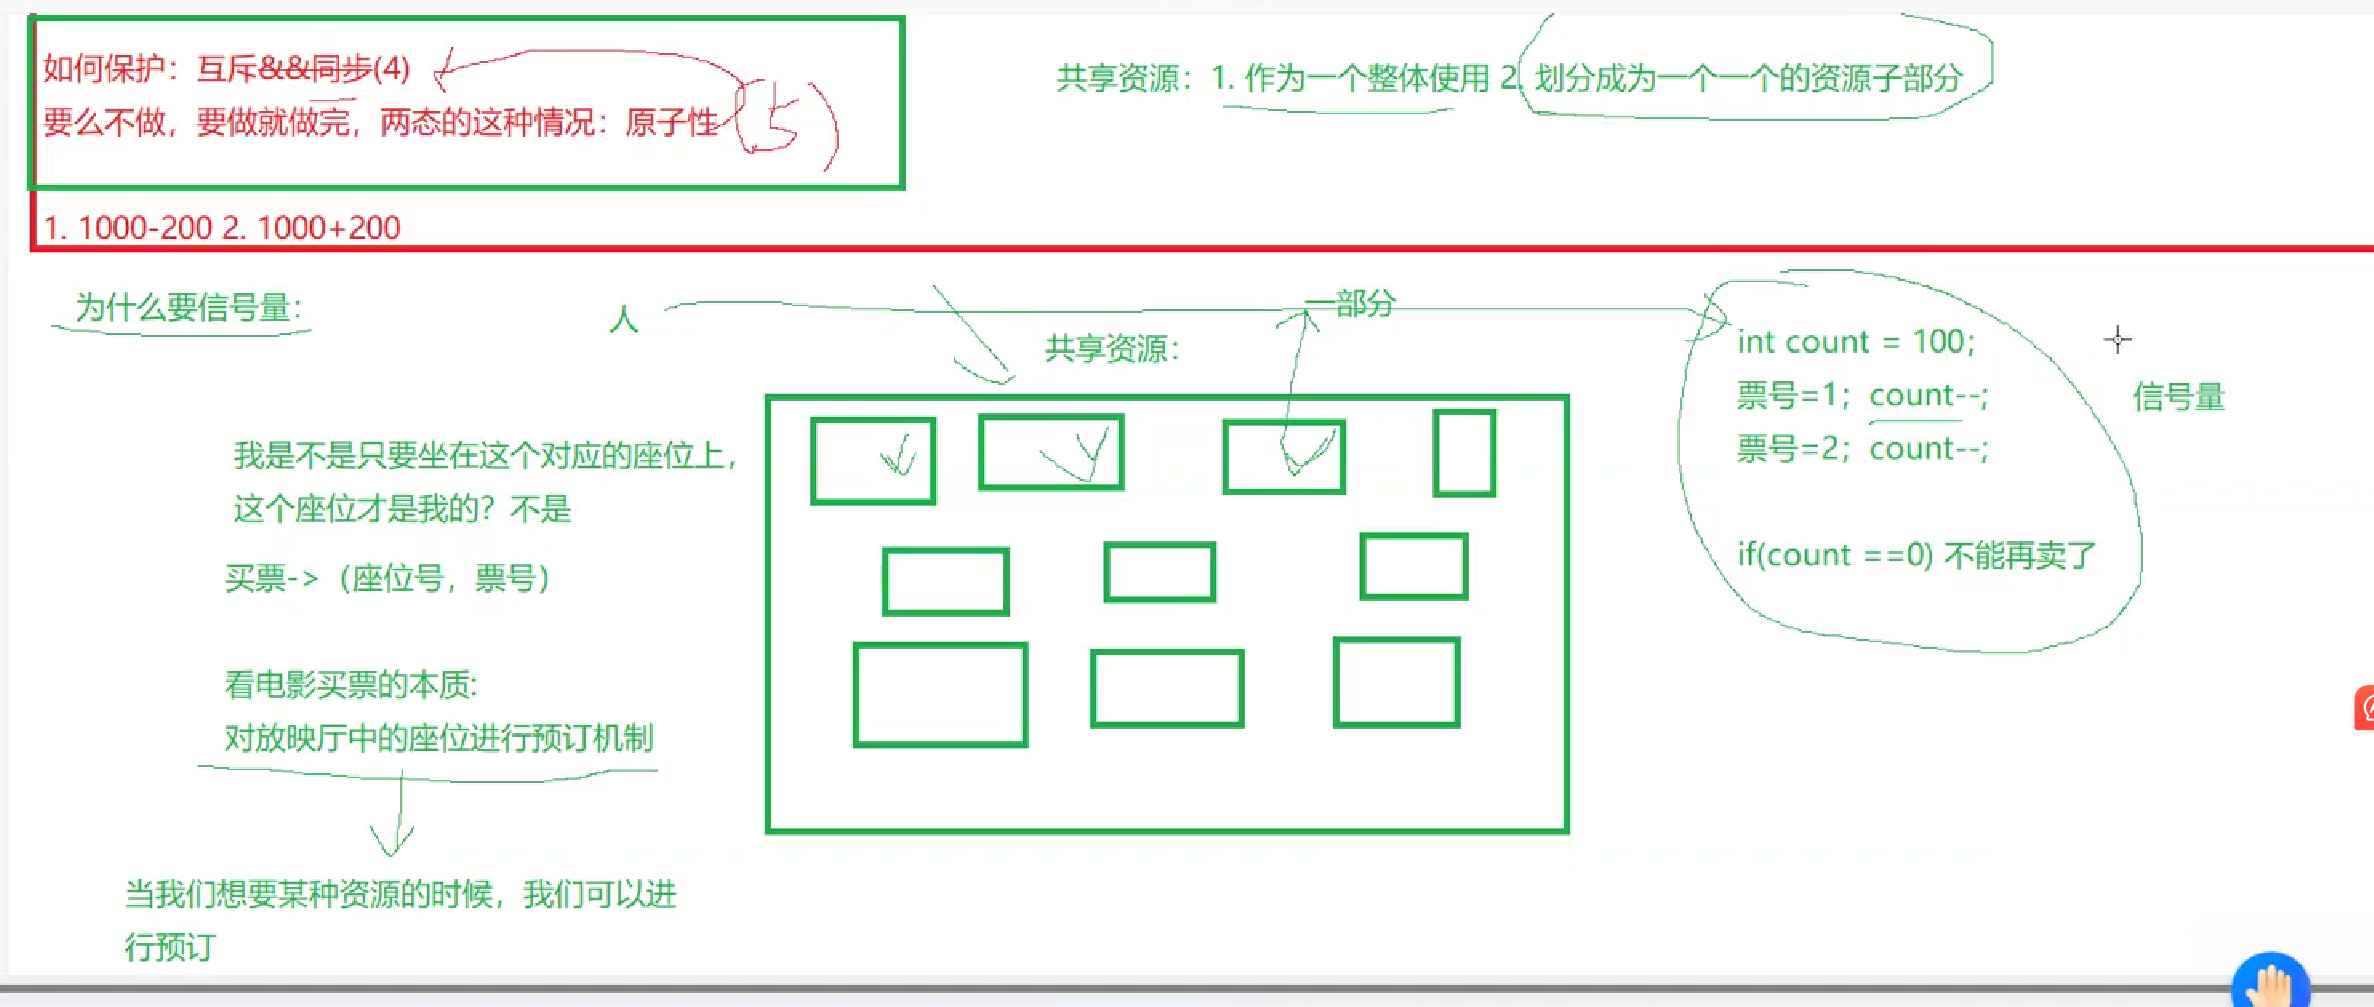 如何保护：互斥&&同步(4)
要么不做，要做就做完，两态的这种情况：原子性
5
1. 1000-200 2. 1000+200
共享资源：1. 作为一个整体使用 2. 划分成为一个一个的资源子部分
为什么要信号量：
人
一部分
共享资源：
我是不是只要坐在这个对应的座位上，
这个座位才是我的？不是
买票->（座位号，票号）
看电影买票的本质:
对放映厅中的座位进行预订机制
当我们想要某种资源的时候，我们可以进
行预订
int count = 100;
票号=1；count--;
票号=2；count--;
if(count ==0) 不能再卖了
信号量